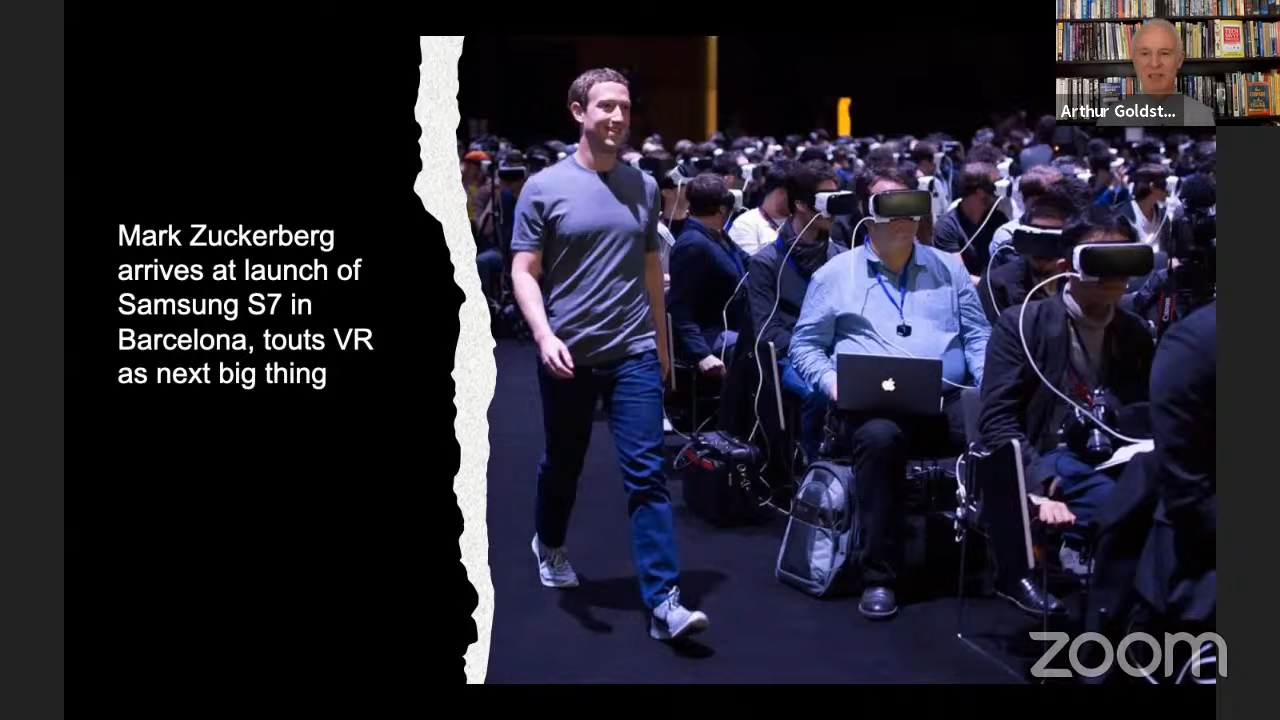 Mark Zuckerberg
arrives at launch of
Samsung S7 in
Barcelona, touts VR
as next big thing
Arthur Goldst...
Canon
zoom